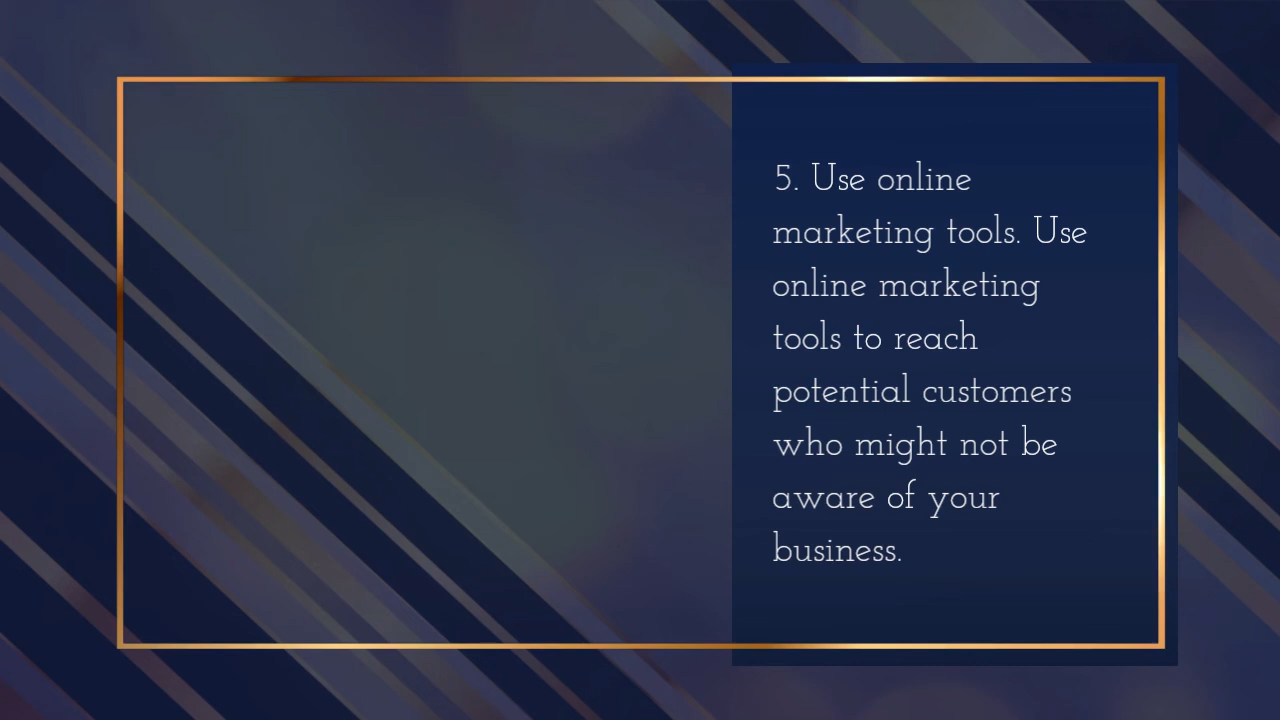 5. Use online
marketing tools. Use
online marketing
tools to reach
potential customers
who might not be
aware of your
business.